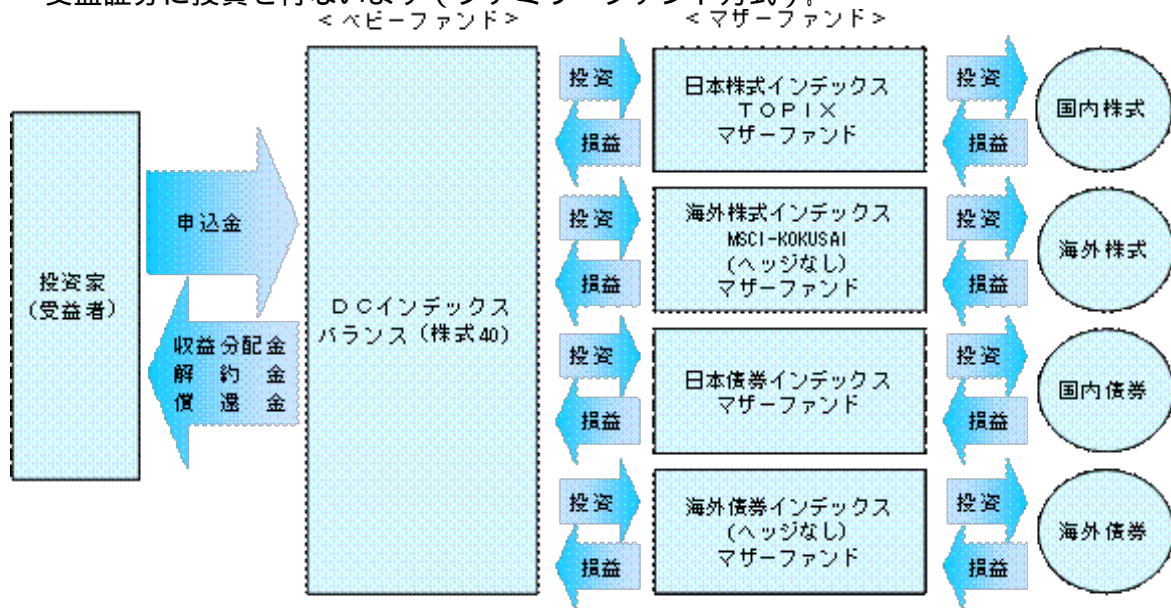 受益証券に投資を行ないます(ファミリーファンド方式)。
<ベビーファンド>
<マザーファンド>
投資家
(受益者)
申込金
収益分配金
解約金
償還金
DCインデックス
バランス(株式40)
投資
損益
日本株式インデックス
TOPIX
マザーファンド
投資
損益
国内株式
投資
損益
海外株式インデックス
MSCI-KOKUSAI
(ヘッジなし)
マザーファンド
投資
損益
海外株式
投資
損益
日本債券インデックス
マザーファンド
投資
損益
国内債券
投資
損益
海外債券インデックス
(ヘッジなし)
マザーファンド
投資
損益
海外債券